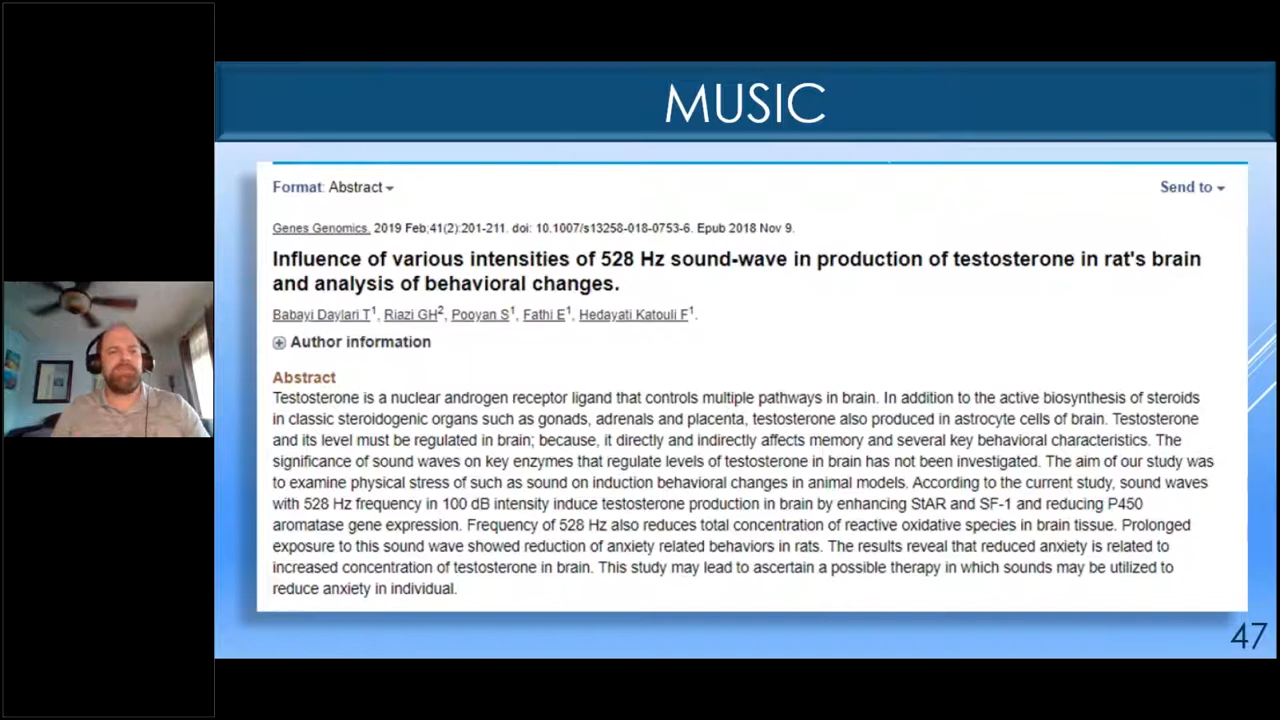 MUSIC
Format: Abstract
Send to
Genes Genomics. 2019 Feb;41(2):201-211. doi: 10.1007/s13258-018-0753-6. Epub 2018 Nov 9.
Influence of various intensities of 528 Hz sound-wave in production of testosterone in rat's brain
and analysis of behavioral changes.
Babayi Daylari T1, Riazi GH2, Pooyan S1, Fathi E1, Hedayati Katouli F1.
Author information
Abstract
Testosterone is a nuclear androgen receptor ligand that controls multiple pathways in brain. In addition to the active biosynthesis of steroids
in classic steroidogenic organs such as gonads, adrenals and placenta, testosterone also produced in astrocyte cells of brain. Testosterone
and its level must be regulated in brain; because, it directly and indirectly affects memory and several key behavioral characteristics. The
significance of sound waves on key enzymes that regulate levels of testosterone in brain has not been investigated. The aim of our study was
to examine physical stress of such as sound on induction behavioral changes in animal models. According to the current study, sound waves
with 528 Hz frequency in 100 dB intensity induce testosterone production in brain by enhancing StAR and SF-1 and reducing P450
aromatase gene expression. Frequency of 528 Hz also reduces total concentration of reactive oxidative species in brain tissue. Prolonged
exposure to this sound wave showed reduction of anxiety related behaviors in rats. The results reveal that reduced anxiety is related to
increased concentration of testosterone in brain. This study may lead to ascertain a possible therapy in which sounds may be utilized to
reduce anxiety in individual.
47